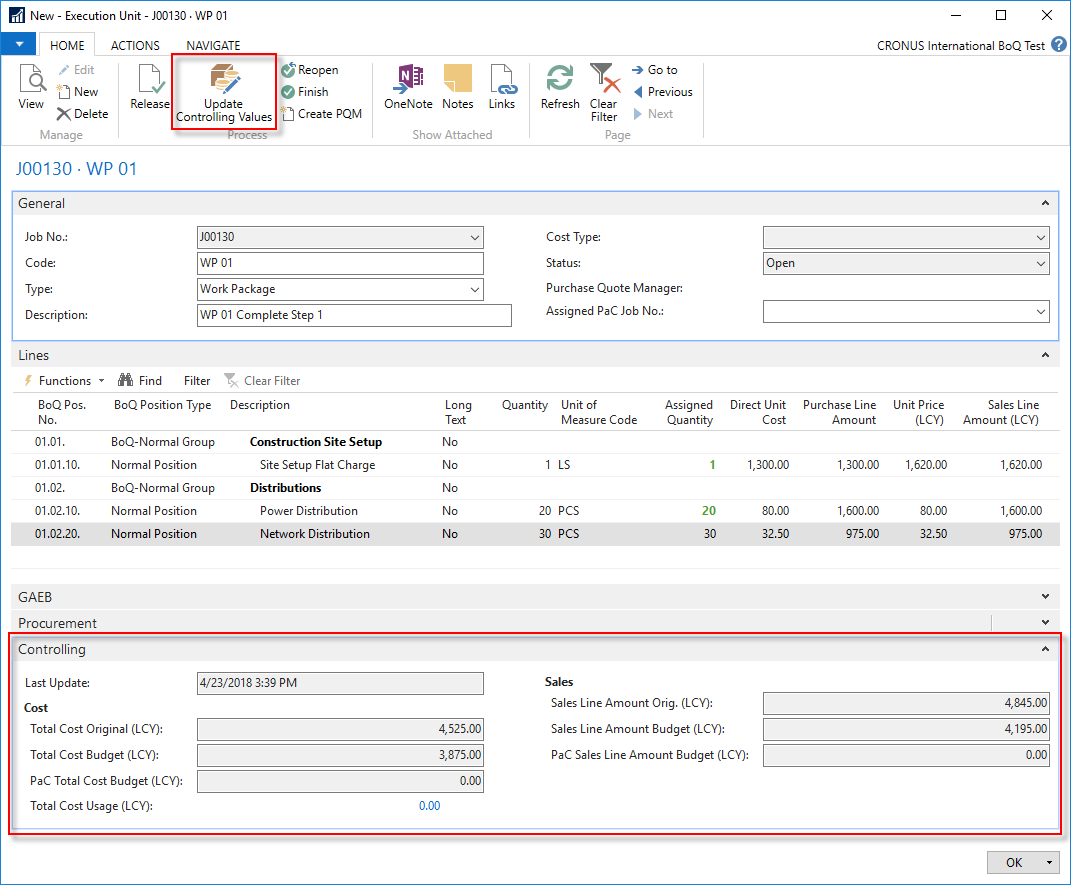 New - Execution Unit - J00130 · WP 01
HOME ACTIONS NAVIGATE CRONUS International BoQ Test ?
View
Edit
New
Delete
Manage
Release
Update
Controlling Values
Reopen
Finish
Create PQM
Process
OneNote
Notes
Links
Show Attached
Refresh
Clear
Filter
Go to
Previous
Next
Page
J00130 · WP 01
General
Job No.: J00130 Cost Type:
Code: WP 01 Status: Open
Type: Work Package Purchase Quote Manager:
Description: WP 01 Complete Step 1 Assigned PaC Job No.:
Lines
Functions Find Filter Clear Filter
BoQ Pos. BoQ Position Type Description Long Quantity Unit of Assigned Direct Unit Purchase Line Unit Price Sales Line
No. Text Measure Code Quantity Cost Amount (LCY) Amount (LCY)
01.01. BoQ-Normal Group Construction Site Setup No
01.01.10. Normal Position Site Setup Flat Charge No 1 LS 1 1,300.00 1,300.00 1,620.00 1,620.00
01.02. BoQ-Normal Group Distributions No
01.02.10. Normal Position Power Distribution No 20 PCS 20 80.00 1,600.00 80.00 1,600.00
01.02.20. Normal Position Network Distribution No 30 PCS 30 32.50 975.00 32.50 975.00
GAEB
Procurement
Controlling
Last Update: 4/23/2018 3:39 PM
Cost
Total Cost Original (LCY): 4,525.00
Total Cost Budget (LCY): 3,875.00
PaC Total Cost Budget (LCY): 0.00
Total Cost Usage (LCY): 0.00
Sales
Sales Line Amount Orig. (LCY): 4,845.00
Sales Line Amount Budget (LCY): 4,195.00
PaC Sales Line Amount Budget (LCY): 0.00
OK